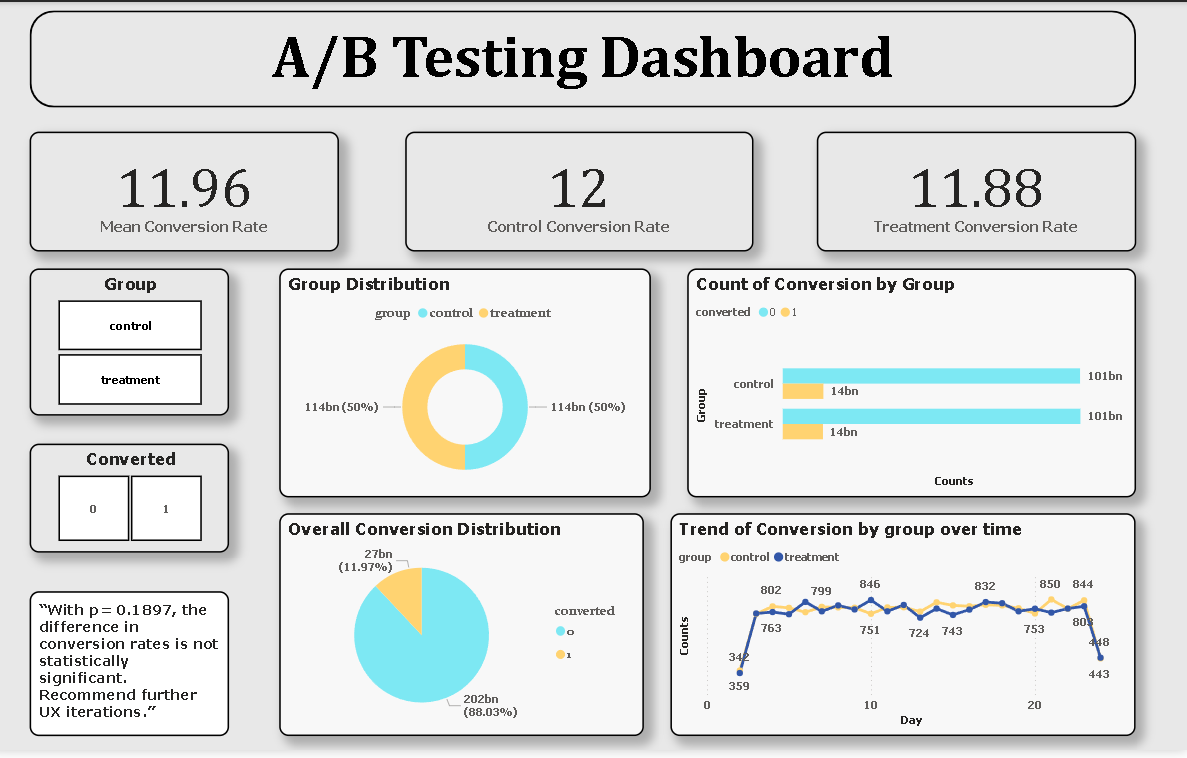 A/B Testing Dashboard
11.96
Mean Conversion Rate
12
Control Conversion Rate
11.88
Treatment Conversion Rate
Group
control
treatment
Converted
0
1
“With p = 0.1897, the
difference in
conversion rates is not
statistically
significant.
Recommend further
UX iterations.”
Group Distribution
group control treatment
114bn (50%)
114bn (50%)
Count of Conversion by Group
converted 0 1
Group
control
101bn
14bn
treatment
101bn
14bn
Counts
Overall Conversion Distribution
27bn
(11.97%)
converted
0
1
202bn
(88.03%)
Trend of Conversion by group over time
group control treatment
Counts
802
799
846
832
850
844
763
751
724
743
753
803
342
359
448
443
0
10
20
Day